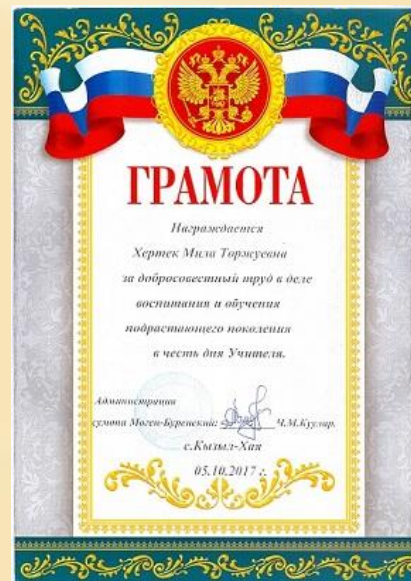 ГРАМОТА
Награждается
Хертек Мила Торжуевна
за добросовестный труд в деле
воспитания и обучения
подрастающего поколения
в честь дня Учителя.
Администрация
сумона Моген-Буренский: Ч.М.Куулар.
с.Кызыл-Хая
05.10.2017 г.